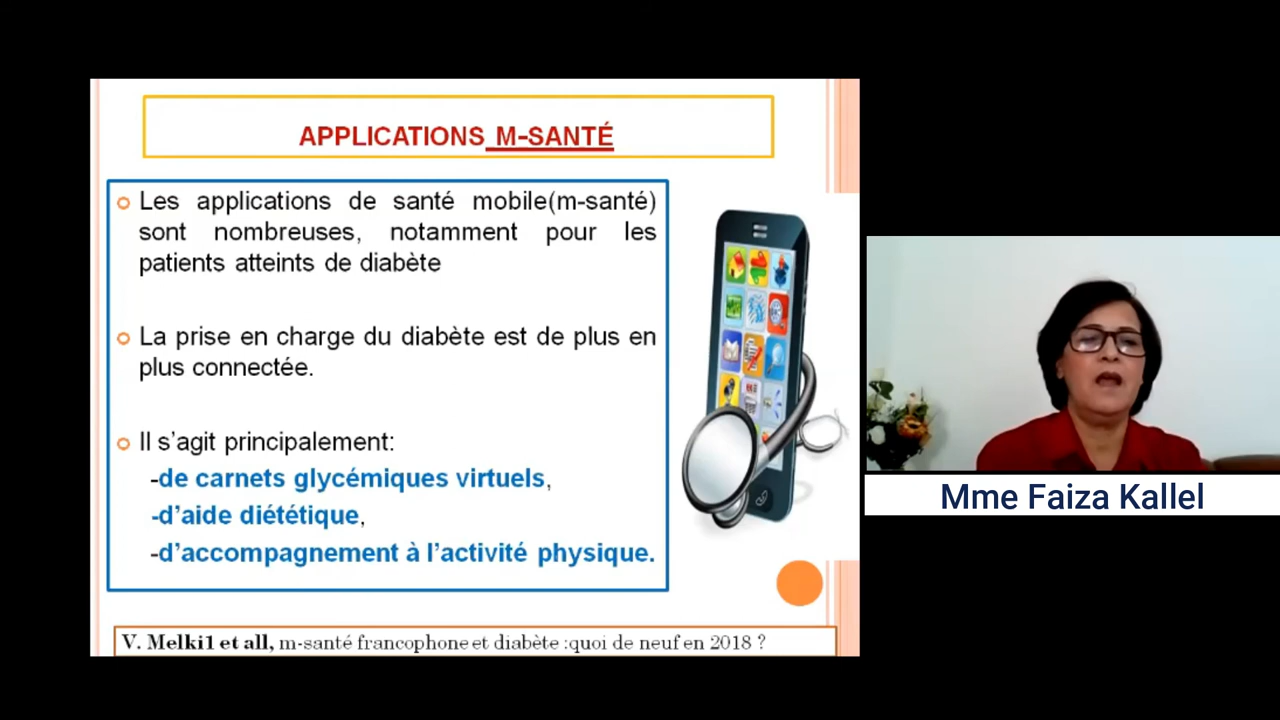 APPLICATIONS M-SANTÉ
Les applications de santé mobile(m-santé)
sont nombreuses, notamment pour les
patients atteints de diabète
La prise en charge du diabète est de plus en
plus connectée.
Il s’agit principalement:
-de carnets glycémiques virtuels,
-d’aide diététique,
-d’accompagnement à l’activité physique.
V. Melki1 et all, m-santé francophone et diabète :quoi de neuf en 2018 ?
Mme Faiza Kallel